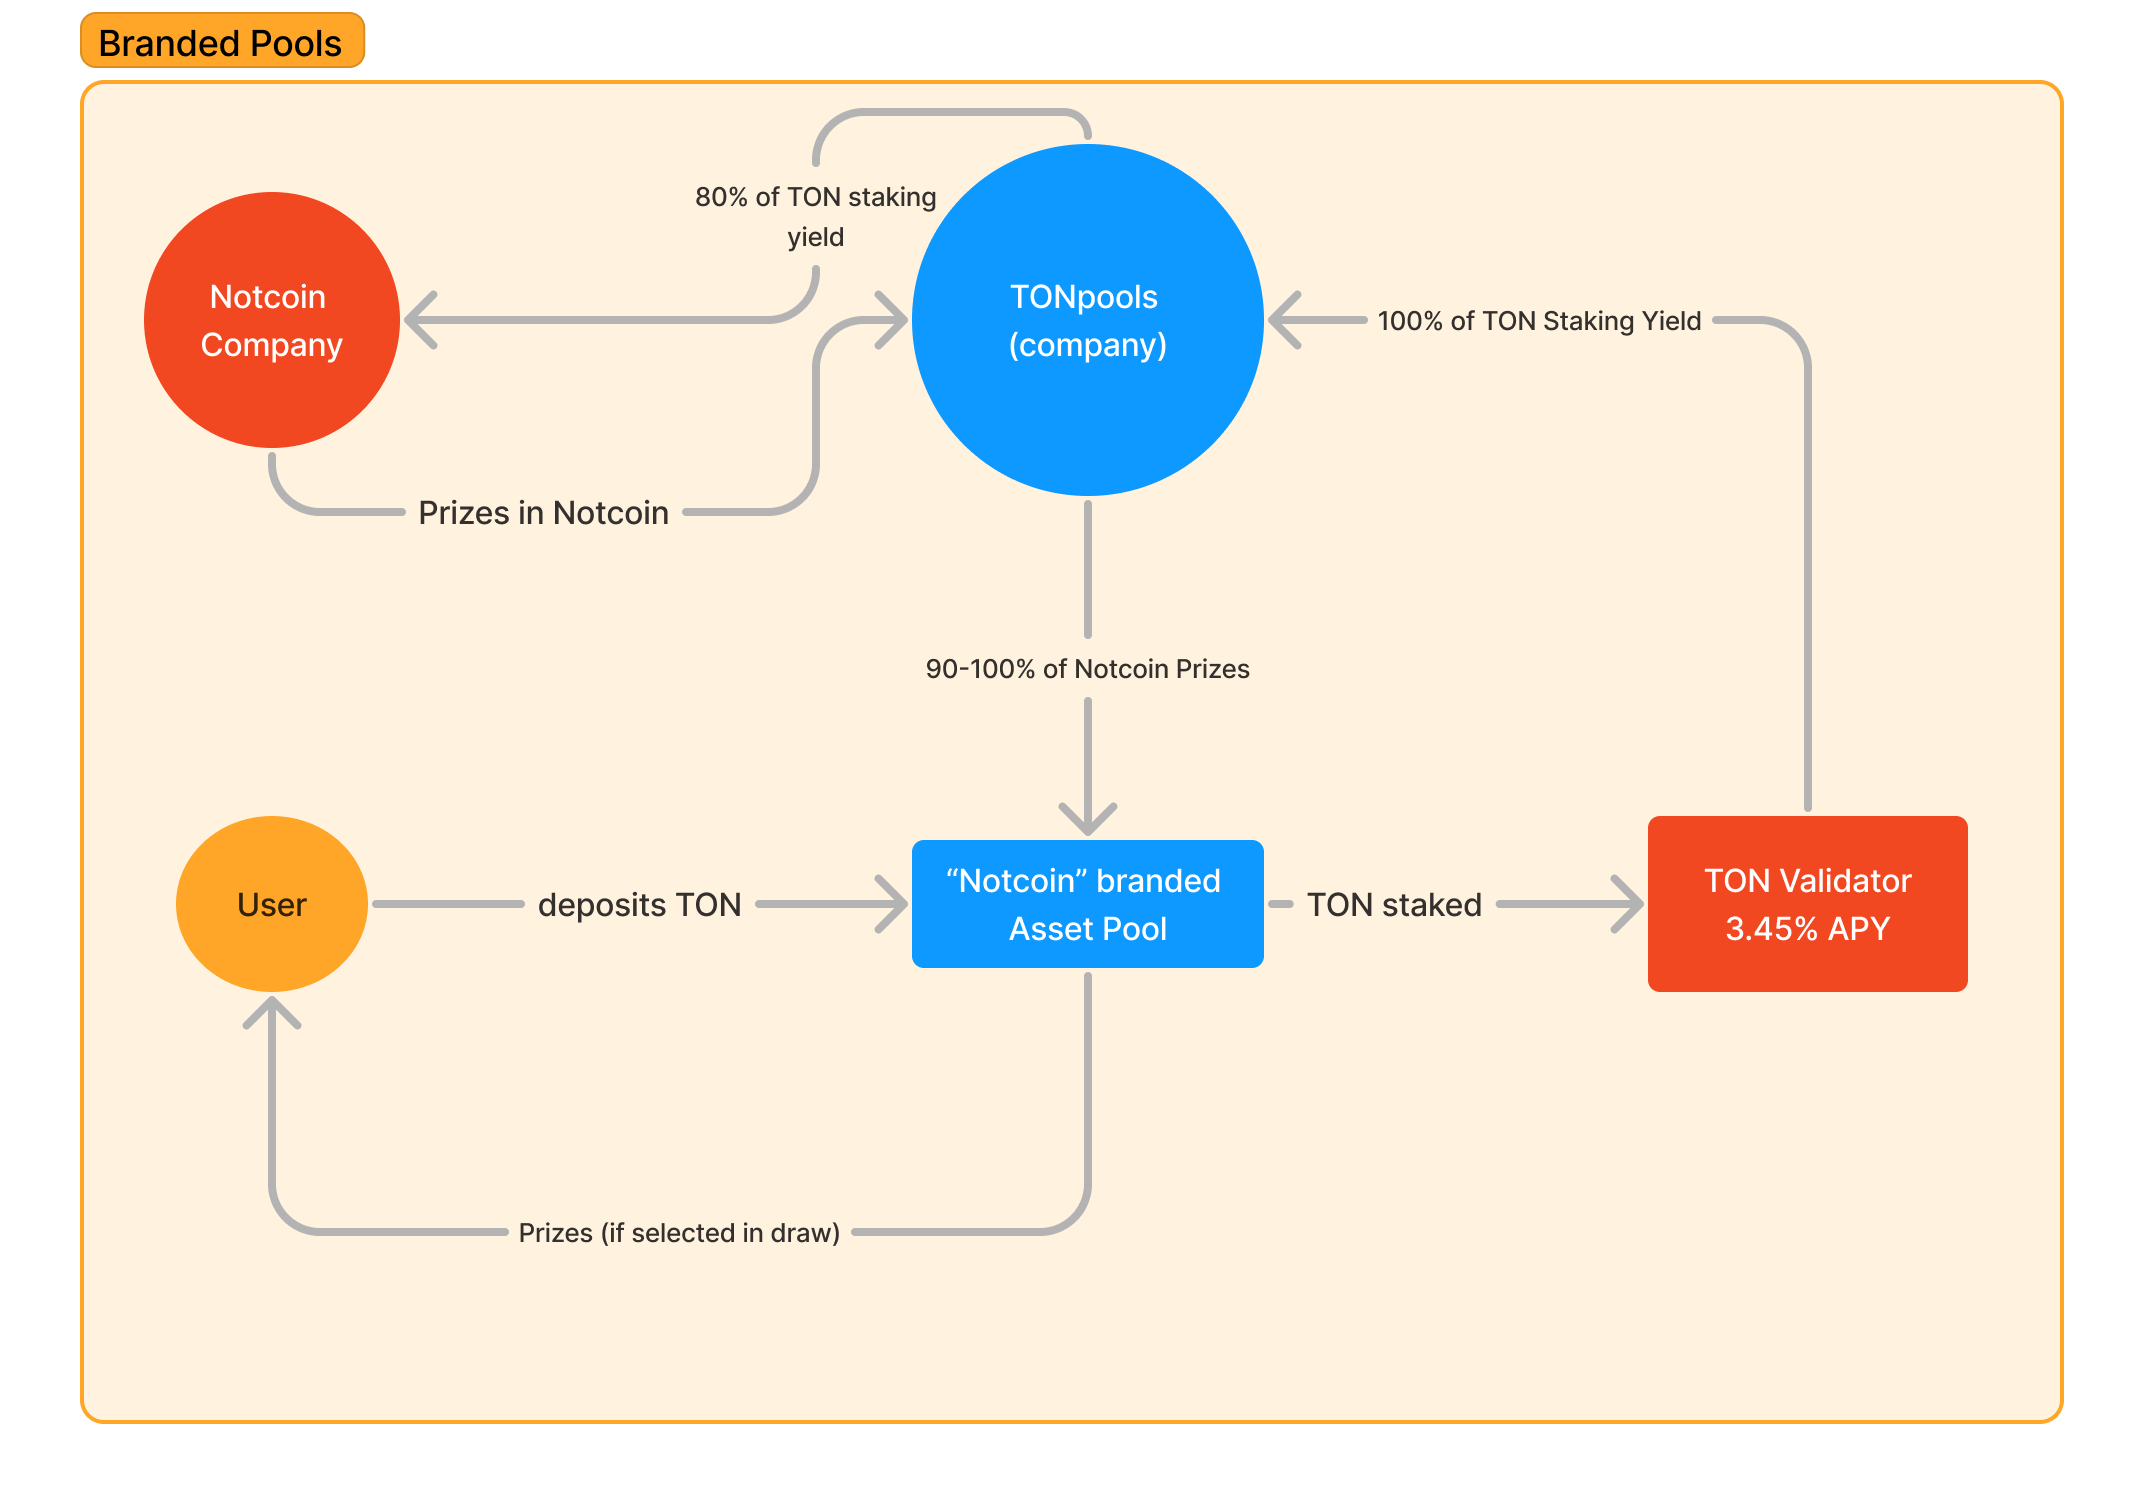 Branded Pools
80% of TON staking
yield
Notcoin
Company
TONpools
(company)
100% of TON Staking Yield
Prizes in Notcoin
90-100% of Notcoin Prizes
User
deposits TON
“Notcoin” branded
Asset Pool
TON staked
TON Validator
3.45% APY
Prizes (if selected in draw)